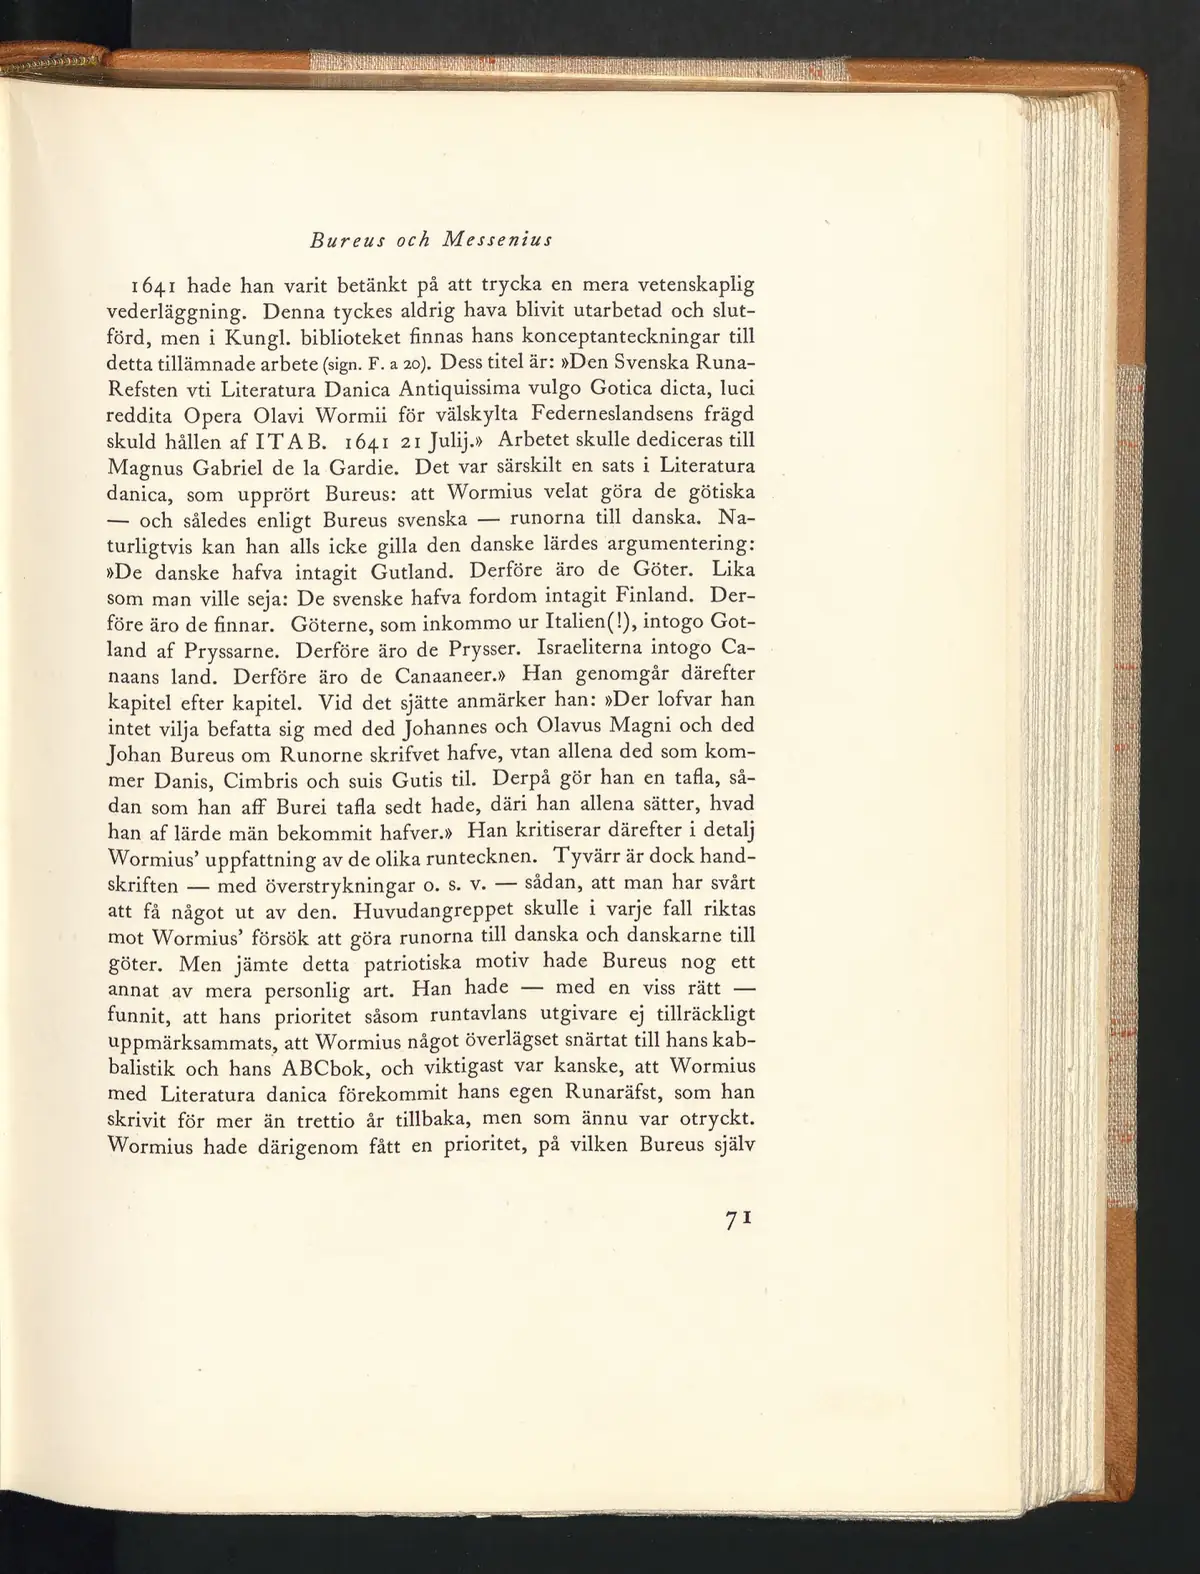 Bureus och Messenius
1641 hade han varit betänkt på att trycka en mera vetenskaplig
vederläggning. Denna tyckes aldrig hava blivit utarbetad och slut-
förd, men i Kungl. biblioteket finnas hans konceptanteckningar till
detta tillämnade arbete (sign. F. a 20). Dess titel är: »Den Svenska Runa-
Refsten vti Literatura Danica Antiquissima vulgo Gotica dicta, luci
reddita Opera Olavi Wormii för välskylta Federneslandsens frägd
skuld hållen af ITAB. 1641 21 Julij.» Arbetet skulle dediceras till
Magnus Gabriel de la Gardie. Det var särskilt en sats i Literatura
danica, som upprört Bureus: att Wormius velat göra de götiska
— och således enligt Bureus svenska — runorna till danska. Na-
turligtvis kan han alls icke gilla den danske lärdes argumentering:
»De danske hafva intagit Gutland. Derföre äro de Göter. Lika
som man ville seja: De svenske hafva fordom intagit Finland. Der-
före äro de finnar. Göterne, som inkommo ur Italien(!), intogo Got-
land af Pryssarne. Derföre äro de Prysser. Israeliterna intogo Ca-
naans land. Derföre äro de Canaaneer.» Han genomgår därefter
kapitel efter kapitel. Vid det sjätte anmärker han: »Der lofvar han
intet vilja befatta sig med ded Johannes och Olavus Magni och ded
Johan Bureus om Runorne skrifvet hafve, vtan allena ded som kom-
mer Danis, Cimbris och suis Gutis til. Derpå gör han en tafla, så-
dan som han aff Burei tafla sedt hade, däri han allena sätter, hvad
han af lärde män bekommit hafver.» Han kritiserar därefter i detalj
Wormius’ uppfattning av de olika runtecknen. Tyvärr är dock hand-
skriften — med överstrykningar o. s. v. — sådan, att man har svårt
att få något ut av den. Huvudangreppet skulle i varje fall riktas
mot Wormius’ försök att göra runorna till danska och danskarne till
göter. Men jämte detta patriotiska motiv hade Bureus nog ett
annat av mera personlig art. Han hade — med en viss rätt —
funnit, att hans prioritet såsom runtavlans utgivare ej tillräckligt
uppmärksammats, att Wormius något överlägset snärtat till hans kab-
balistik och hans ABCbok, och viktigast var kanske, att Wormius
med Literatura danica förekommit hans egen Runaräfst, som han
skrivit för mer än trettio år tillbaka, men som ännu var otryckt.
Wormius hade därigenom fått en prioritet, på vilken Bureus själv
71